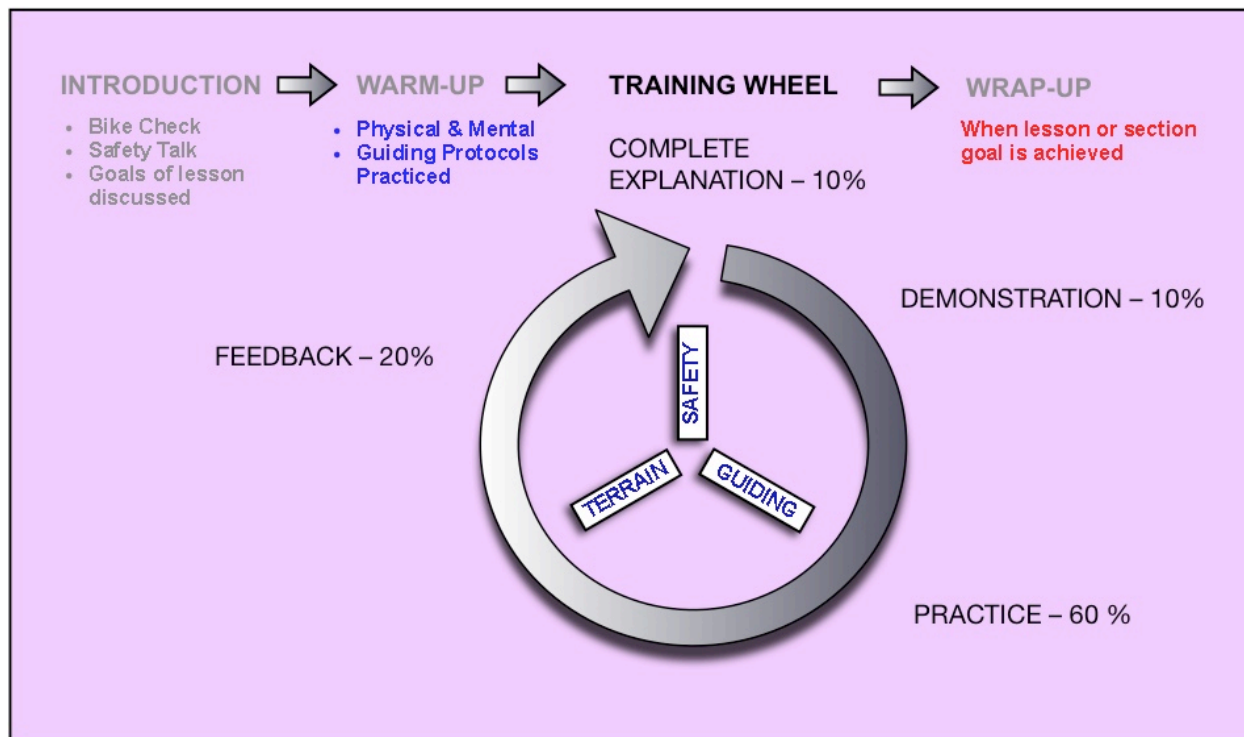 INTRODUCTION
• Bike Check
• Safety Talk
• Goals of lesson
discussed
WARM-UP
• Physical & Mental
• Guiding Protocols
Practiced
TRAINING WHEEL
COMPLETE
EXPLANATION – 10%
WRAP-UP
When lesson or section
goal is achieved
DEMONSTRATION – 10%
FEEDBACK – 20%
SAFETY
TERRAIN
GUIDING
PRACTICE – 60 %